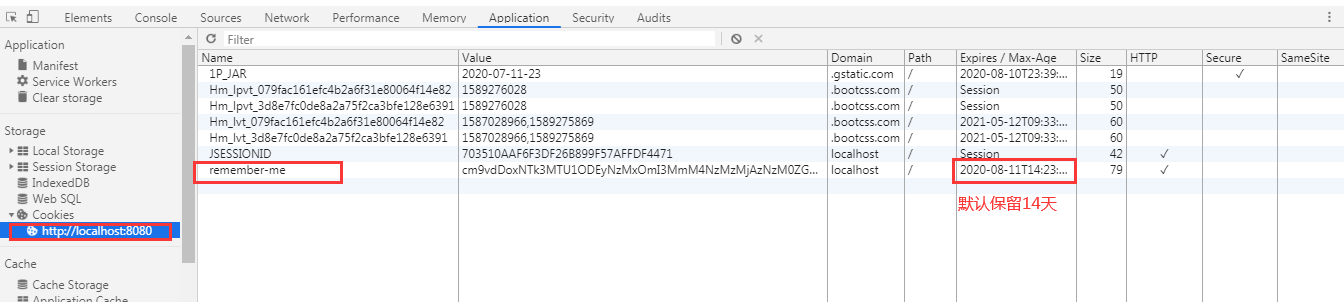 Elements Console Sources Network Performance Memory Application Security Audits
Application
Manifest
Service Workers
Clear storage
Storage
Local Storage
Session Storage
IndexedDB
Web SQL
Cookies
http://localhost:8080
Cache
Cache Storage
Application Cache
Filter
Name Value Domain Path Expires / Max-Age Size HTTP Secure SameSite
1P_JAR 2020-07-11-23 .gstatic.com / 2020-08-10T23:39:... 19 ✓
Hm_lpvt_079fac161efc4b2a6f31e80064f14e82 1589276028 .bootcss.com / Session 50
Hm_lpvt_3d8e7fc0de8a2a75f2ca3bfe128e6391 1589276028 .bootcss.com / Session 50
Hm_lvt_079fac161efc4b2a6f31e80064f14e82 1587028966,1589275869 .bootcss.com / 2021-05-12T09:33:... 60
Hm_lvt_3d8e7fc0de8a2a75f2ca3bfe128e6391 1587028966,1589275869 .bootcss.com / 2021-05-12T09:33:... 60
JSESSIONID 703510AAF6F3DF26B899F57AFFDF4471 localhost / Session 42 ✓
remember-me cm9vdDoxNTk3MTU1ODEyNzMxOmI3MmM4NzMzMjAzNzM0ZG... localhost / 2020-08-11T14:23:... 79 ✓
默认保留14天